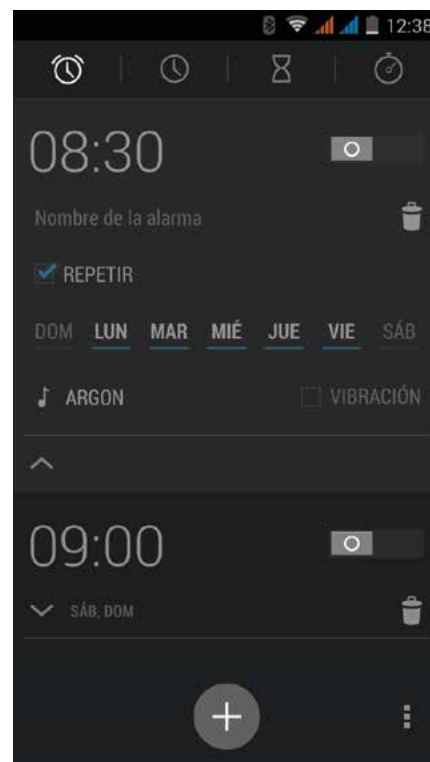 12:38
08:30
Nombre de la alarma
REPETIR
DOM LUN MAR MIÉ JUE VIE SÁB
ARGON VIBRACIÓN
09:00
SÁB, DOM